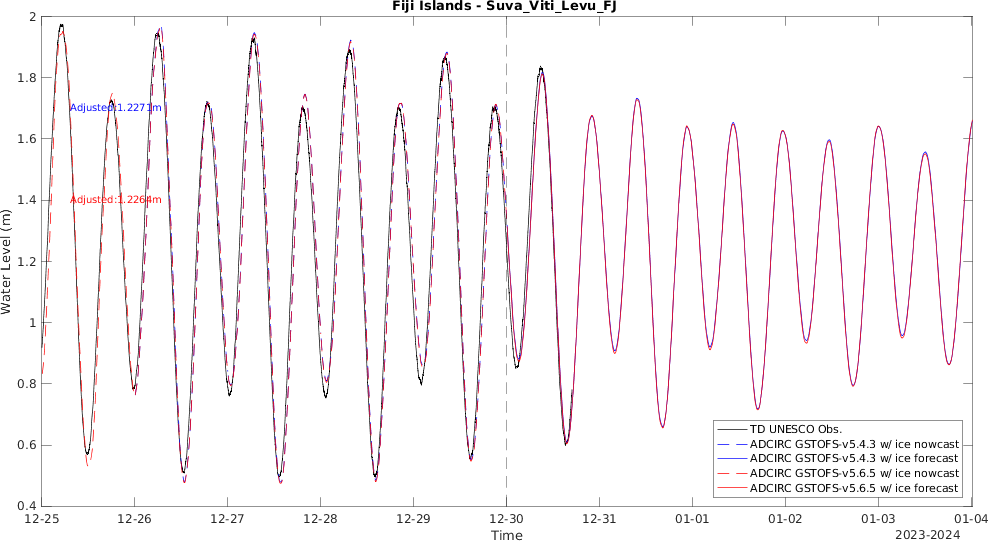 Fiji Islands - Suva_Viti_Levu_FJ
Water Level (m)
2
1.8
1.6
1.4
1.2
1
0.8
0.6
0.4
Adjusted:1.2271m
Adjusted:1.2264m
TD UNESCO Obs.
ADCIRC GSTOFS-v5.4.3 w/ ice nowcast
ADCIRC GSTOFS-v5.4.3 w/ ice forecast
ADCIRC GSTOFS-v5.6.5 w/ ice nowcast
ADCIRC GSTOFS-v5.6.5 w/ ice forecast
12-25 12-26 12-27 12-28 12-29 12-30 12-31 01-01 01-02 01-03 01-04
Time
2023-2024